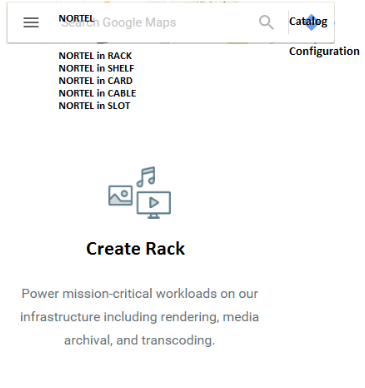 NORTEL Search Google Maps Catalog
Configuration
NORTEL in RACK
NORTEL in SHELF
NORTEL in CARD
NORTEL in CABLE
NORTEL in SLOT
Create Rack
Power mission-critical workloads on our
infrastructure including rendering, media
archival, and transcoding.